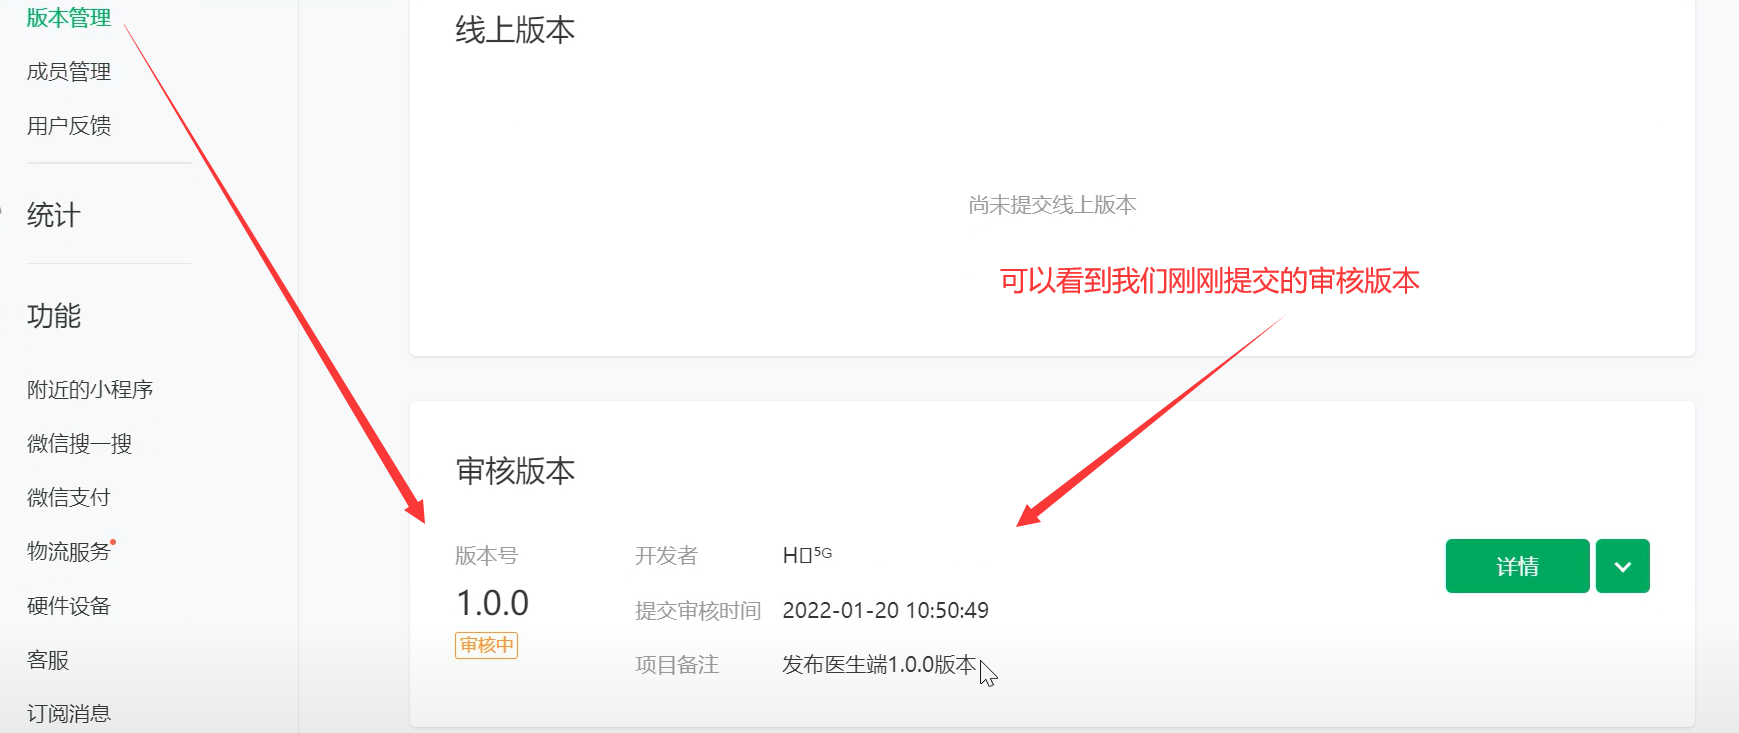 版本管理
成员管理
用户反馈
统计
功能
附近的小程序
微信搜一搜
微信支付
物流服务
硬件设备
客服
订阅消息
线上版本
尚未提交线上版本
可以看到我们刚刚提交的审核版本
审核版本
版本号
1.0.0
审核中
开发者 H▯⁵ᴳ
提交审核时间 2022-01-20 10:50:49
项目备注 发布医生端1.0.0版本
详情